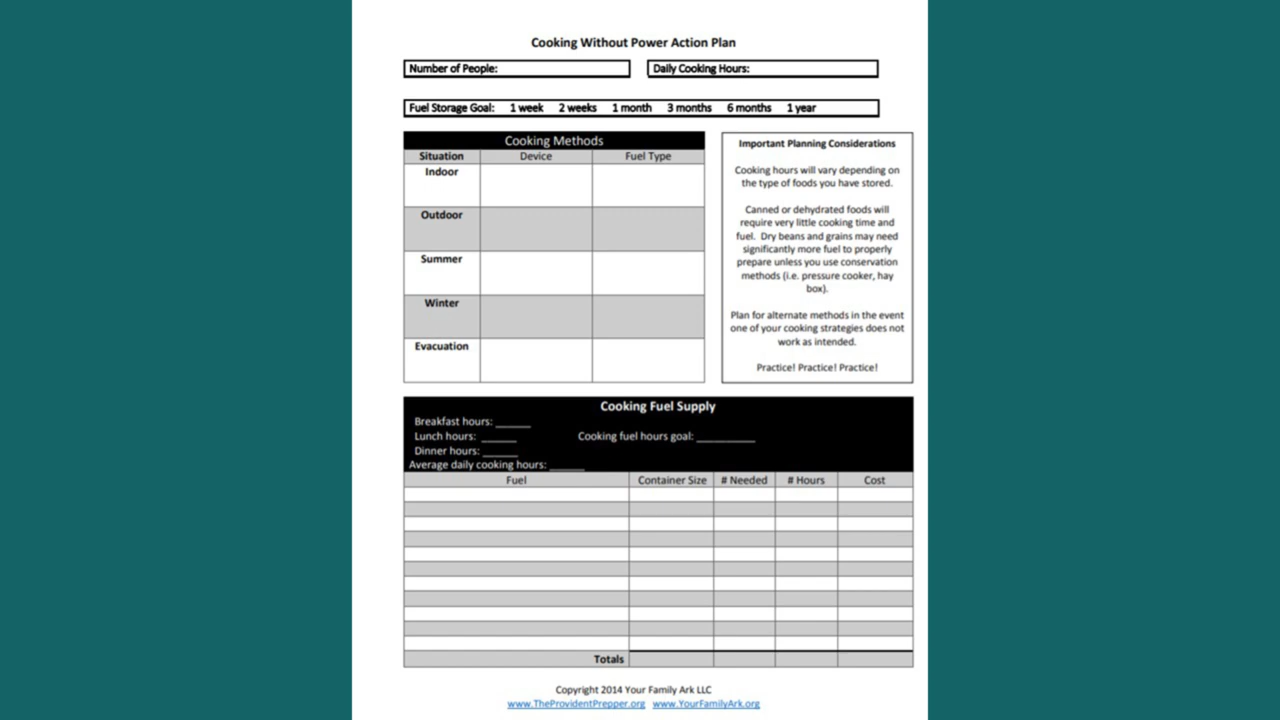 Cooking Without Power Action Plan
Number of People:
Daily Cooking Hours:
Fuel Storage Goal: 1 week 2 weeks 1 month 3 months 6 months 1 year
Cooking Methods
Situation Device Fuel Type
Indoor
Outdoor
Summer
Winter
Evacuation
Important Planning Considerations
Cooking hours will vary depending on
the type of foods you have stored.
Canned or dehydrated foods will
require very little cooking time and
fuel. Dry beans and grains may need
significantly more fuel to properly
prepare unless you use conservation
methods (i.e. pressure cooker, hay
box).
Plan for alternate methods in the event
one of your cooking strategies does not
work as intended.
Practice! Practice! Practice!
Cooking Fuel Supply
Breakfast hours: ______
Lunch hours: ______ Cooking fuel hours goal: __________
Dinner hours: ______
Average daily cooking hours: ______
Fuel Container Size # Needed # Hours Cost
Totals
Copyright 2014 Your Family Ark LLC
www.TheProvidentPrepper.org www.YourFamilyArk.org